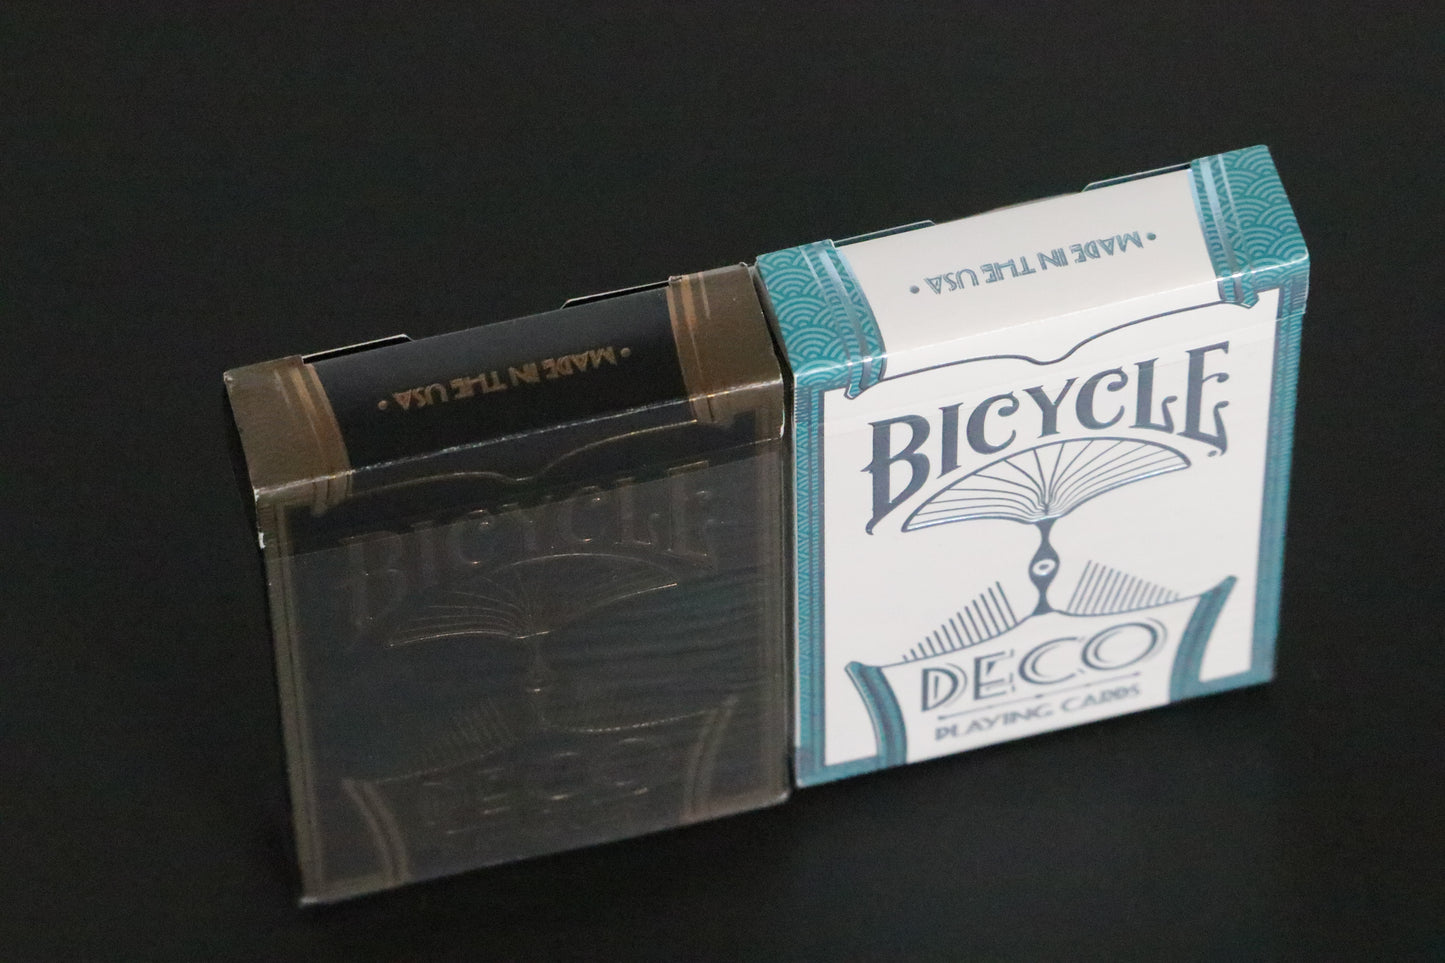 • MADE IN THE USA •
BICYCLE
DECO
• MADE IN THE USA •
BICYCLE
DECO
PLAYING CARDS